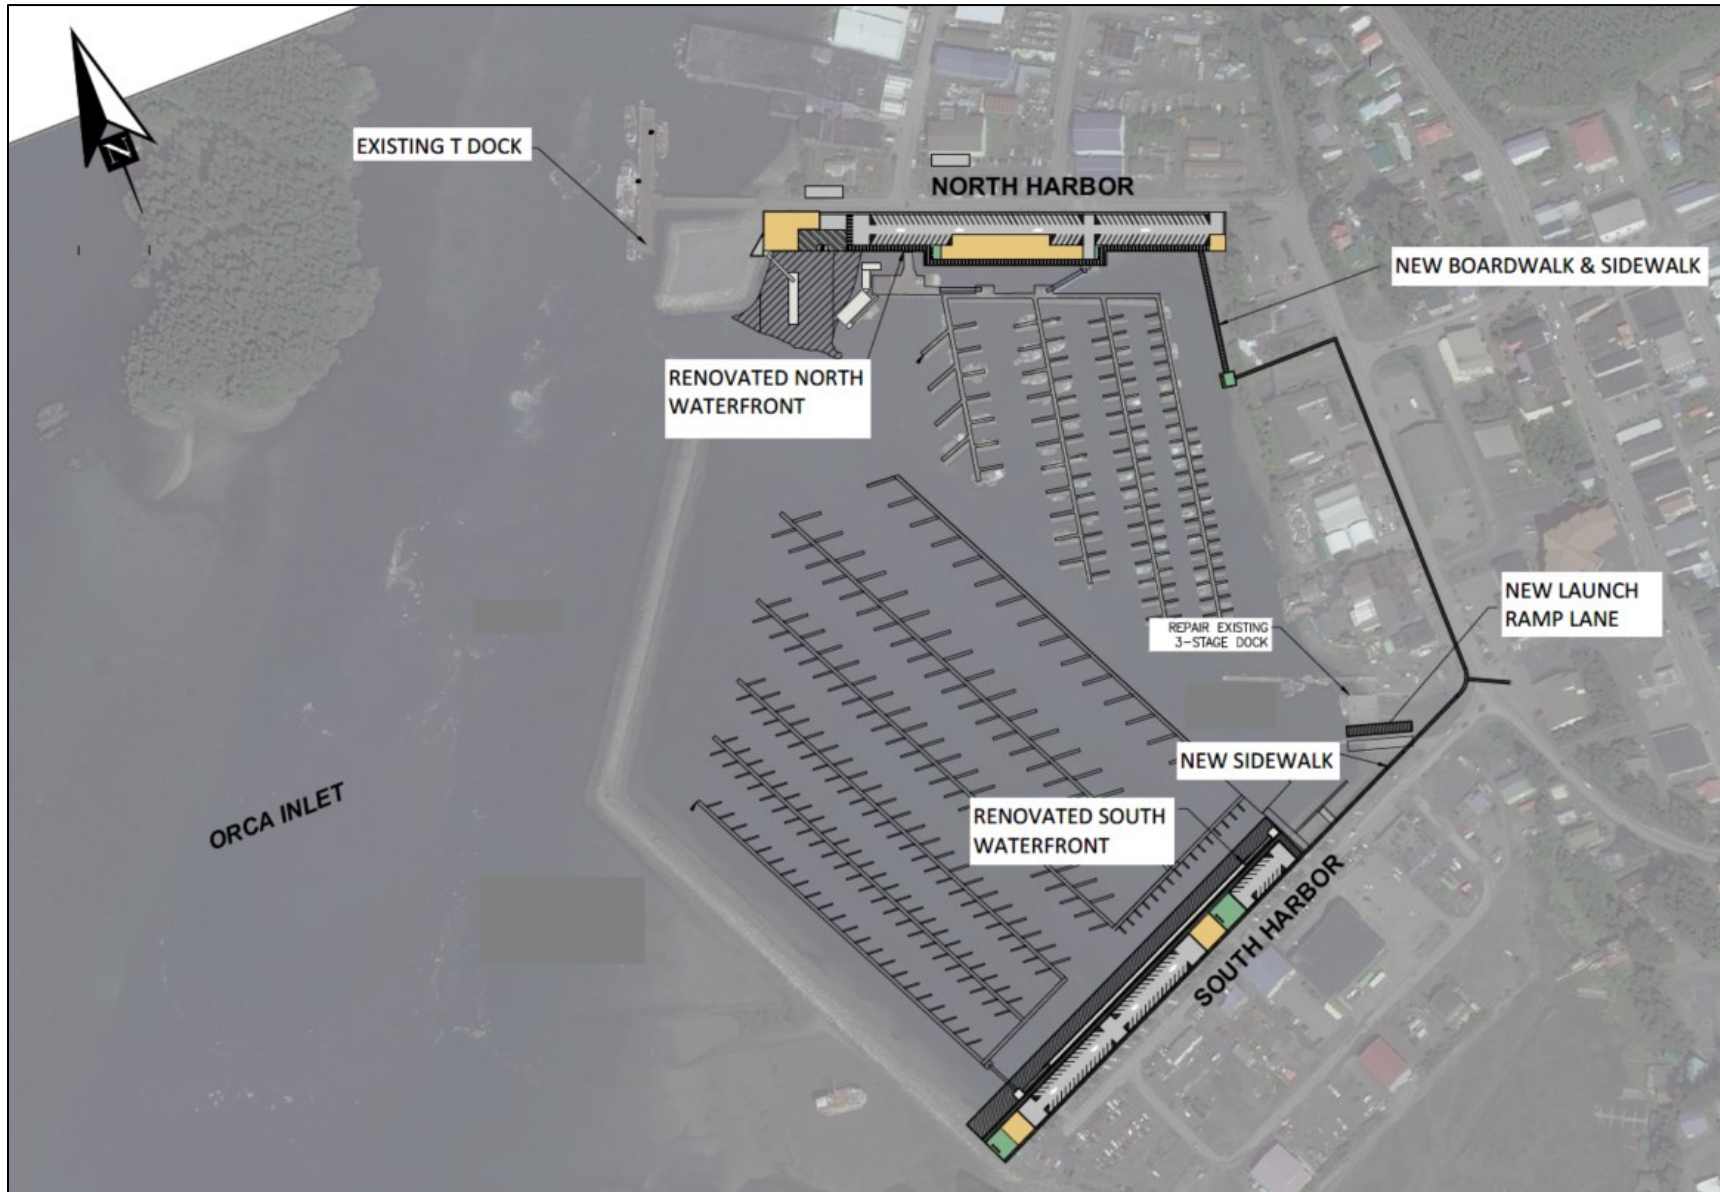 N
EXISTING T DOCK
NORTH HARBOR
NEW BOARDWALK & SIDEWALK
RENOVATED NORTH
WATERFRONT
NEW LAUNCH
RAMP LANE
REPAIR EXISTING
3-STAGE DOCK
NEW SIDEWALK
ORCA INLET
RENOVATED SOUTH
WATERFRONT
SOUTH HARBOR